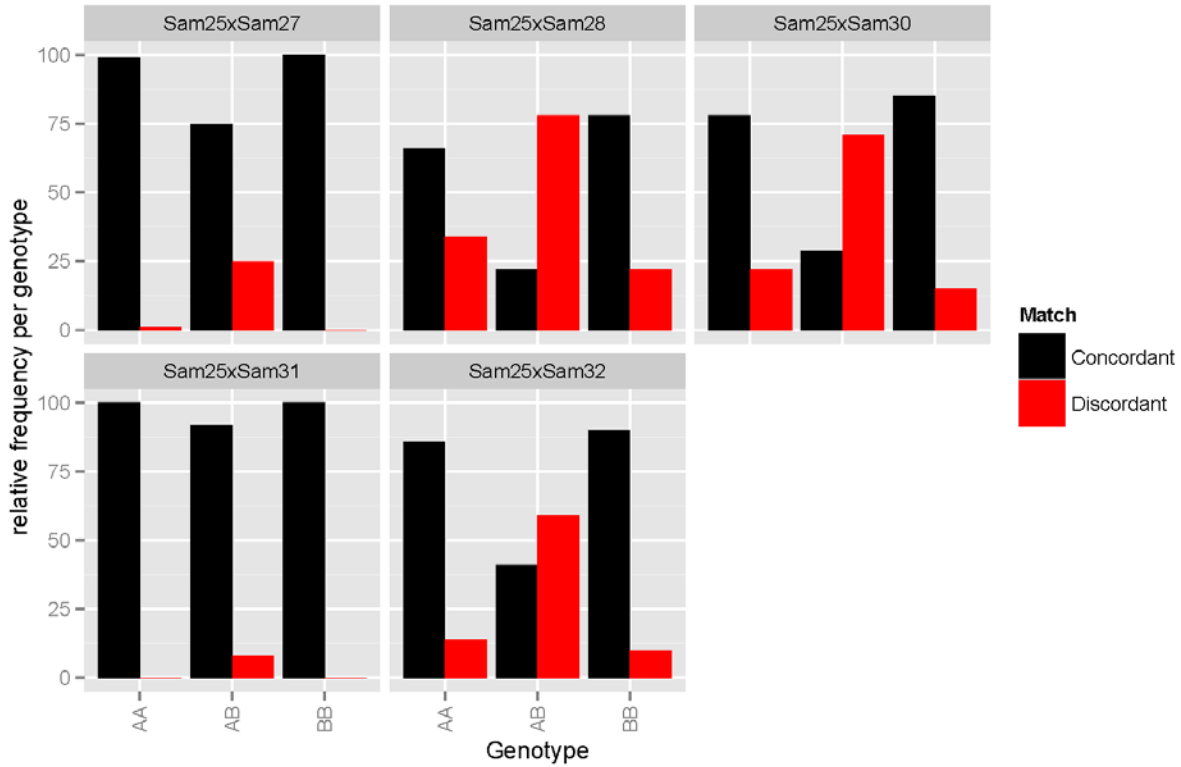 Sam25xSam27
Sam25xSam28
Sam25xSam30
100
75
50
25
0
Sam25xSam31
Sam25xSam32
100
75
50
25
0
AA
AB
BB
AA
AB
BB
Genotype
relative frequency per genotype
Match
Concordant
Discordant